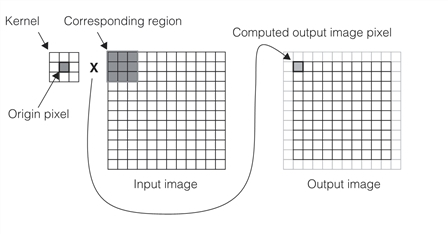 Kernel
Corresponding region
Computed output image pixel
X
Origin pixel
Input image
Output image